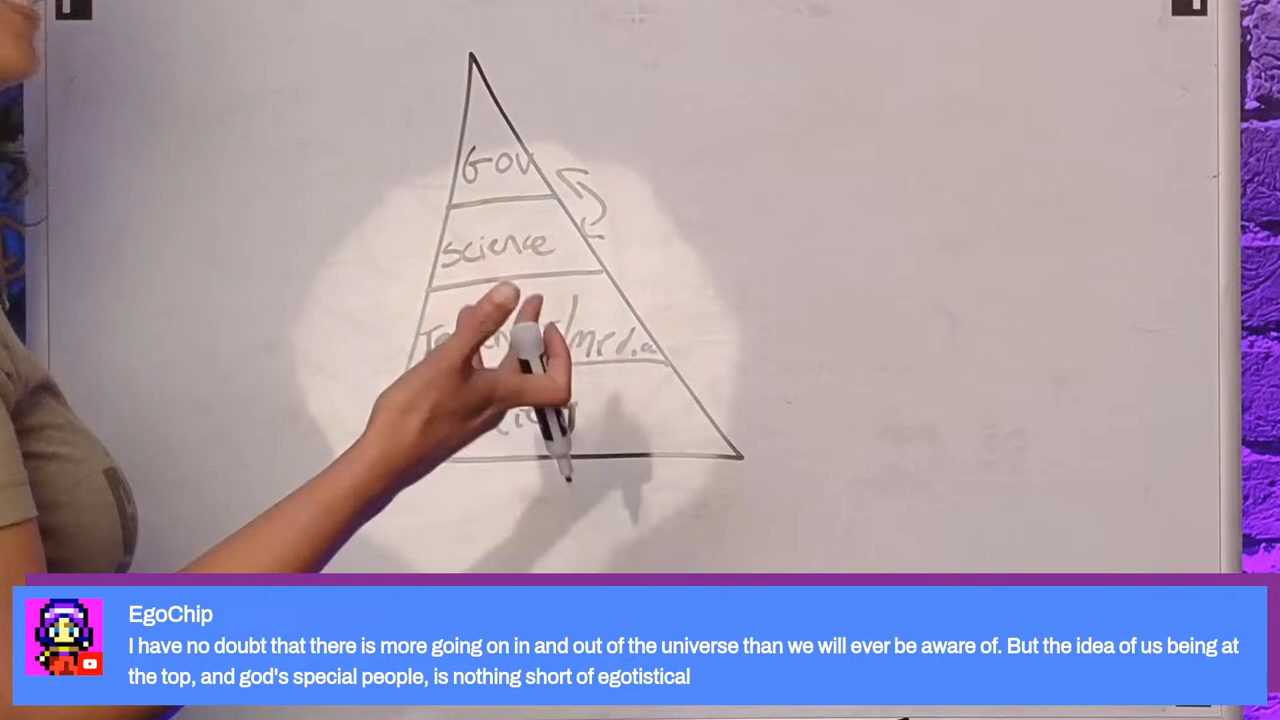 Gov
Science
/Media
EgoChip
I have no doubt that there is more going on in and out of the universe than we will ever be aware of. But the idea of us being at
the top, and god's special people, is nothing short of egotistical